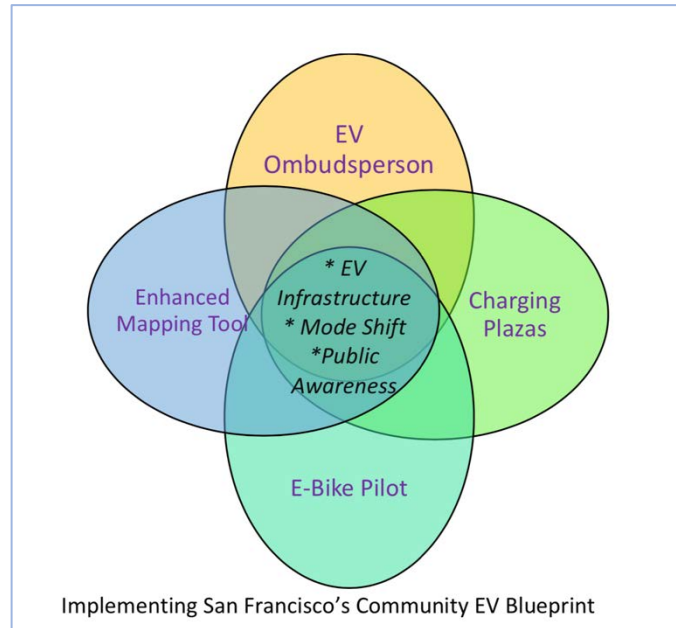 EV
Ombudsperson
Enhanced
Mapping Tool
* EV
Infrastructure
* Mode Shift
*Public
Awareness
Charging
Plazas
E-Bike Pilot
Implementing San Francisco’s Community EV Blueprint